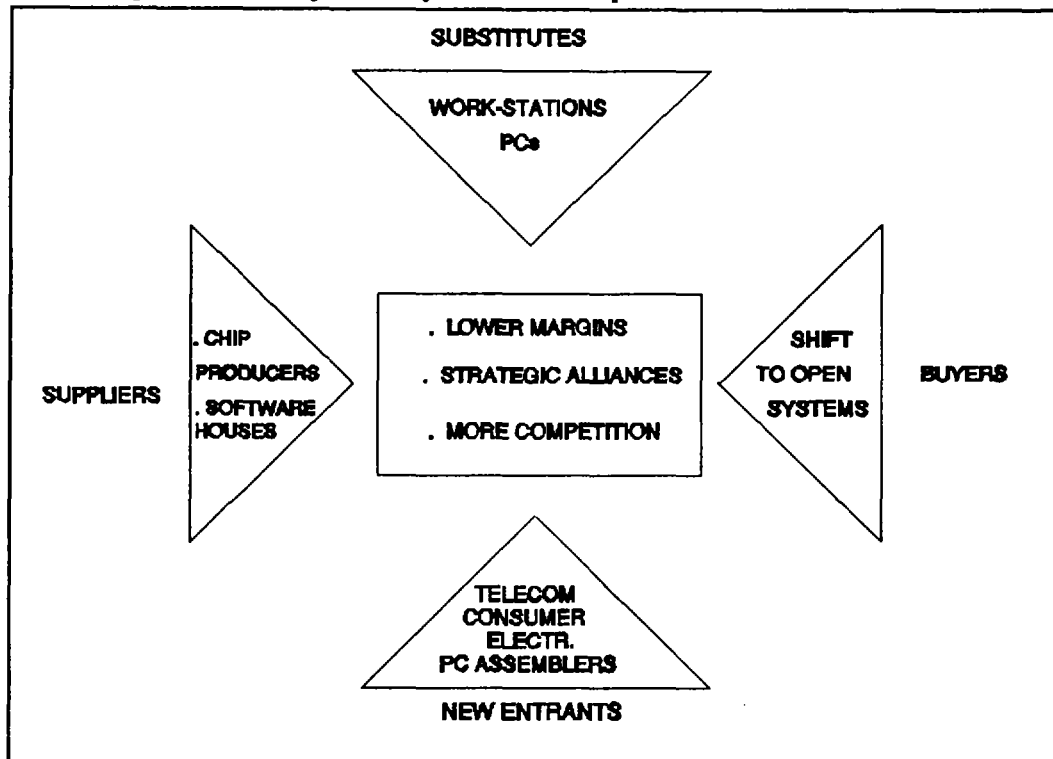 SUBSTITUTES
WORK-STATIONS
PCs
. CHIP
PRODUCERS
. SOFTWARE
HOUSES
SUPPLIERS
. LOWER MARGINS
. STRATEGIC ALLIANCES
. MORE COMPETITION
SHIFT
TO OPEN
SYSTEMS
BUYERS
TELECOM
CONSUMER
ELECTR.
PC ASSEMBLERS
NEW ENTRANTS